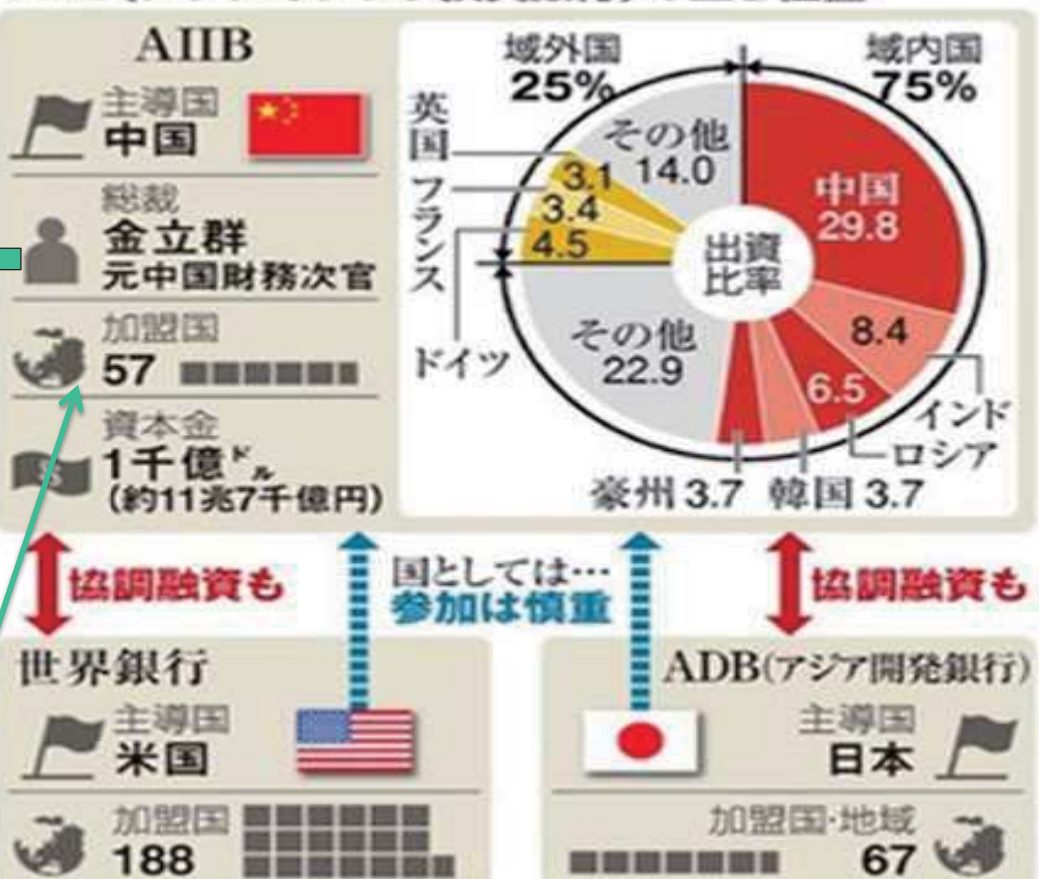 AIIB
主導国
中国
総裁
金立群
元中国財務次官
加盟国
57
資本金
1千億ドル
(約11兆7千億円)
域外国
25%
域内国
75%
英国
フランス
ドイツ
その他
14.0
3.1
3.4
4.5
中国
29.8
出資
比率
8.4
6.5
その他
22.9
インド
ロシア
豪州 3.7
韓国 3.7
協調融資も
国としては…
参加は慎重
協調融資も
世界銀行
主導国
米国
加盟国
188
ADB(アジア開発銀行)
主導国
日本
加盟国・地域
67